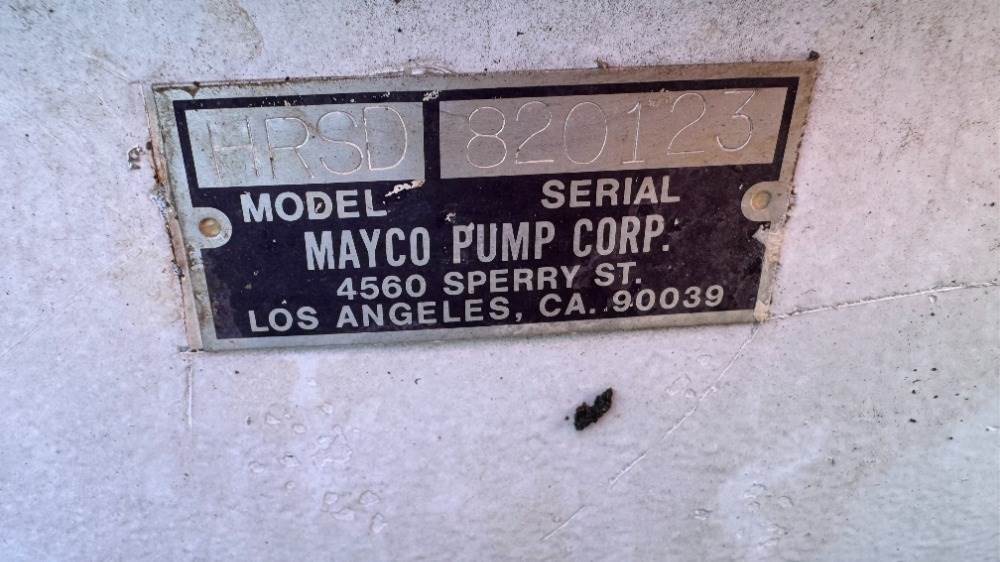 HRSD 820123
MODEL SERIAL
MAYCO PUMP CORP.
4560 SPERRY ST.
LOS ANGELES, CA. 90039